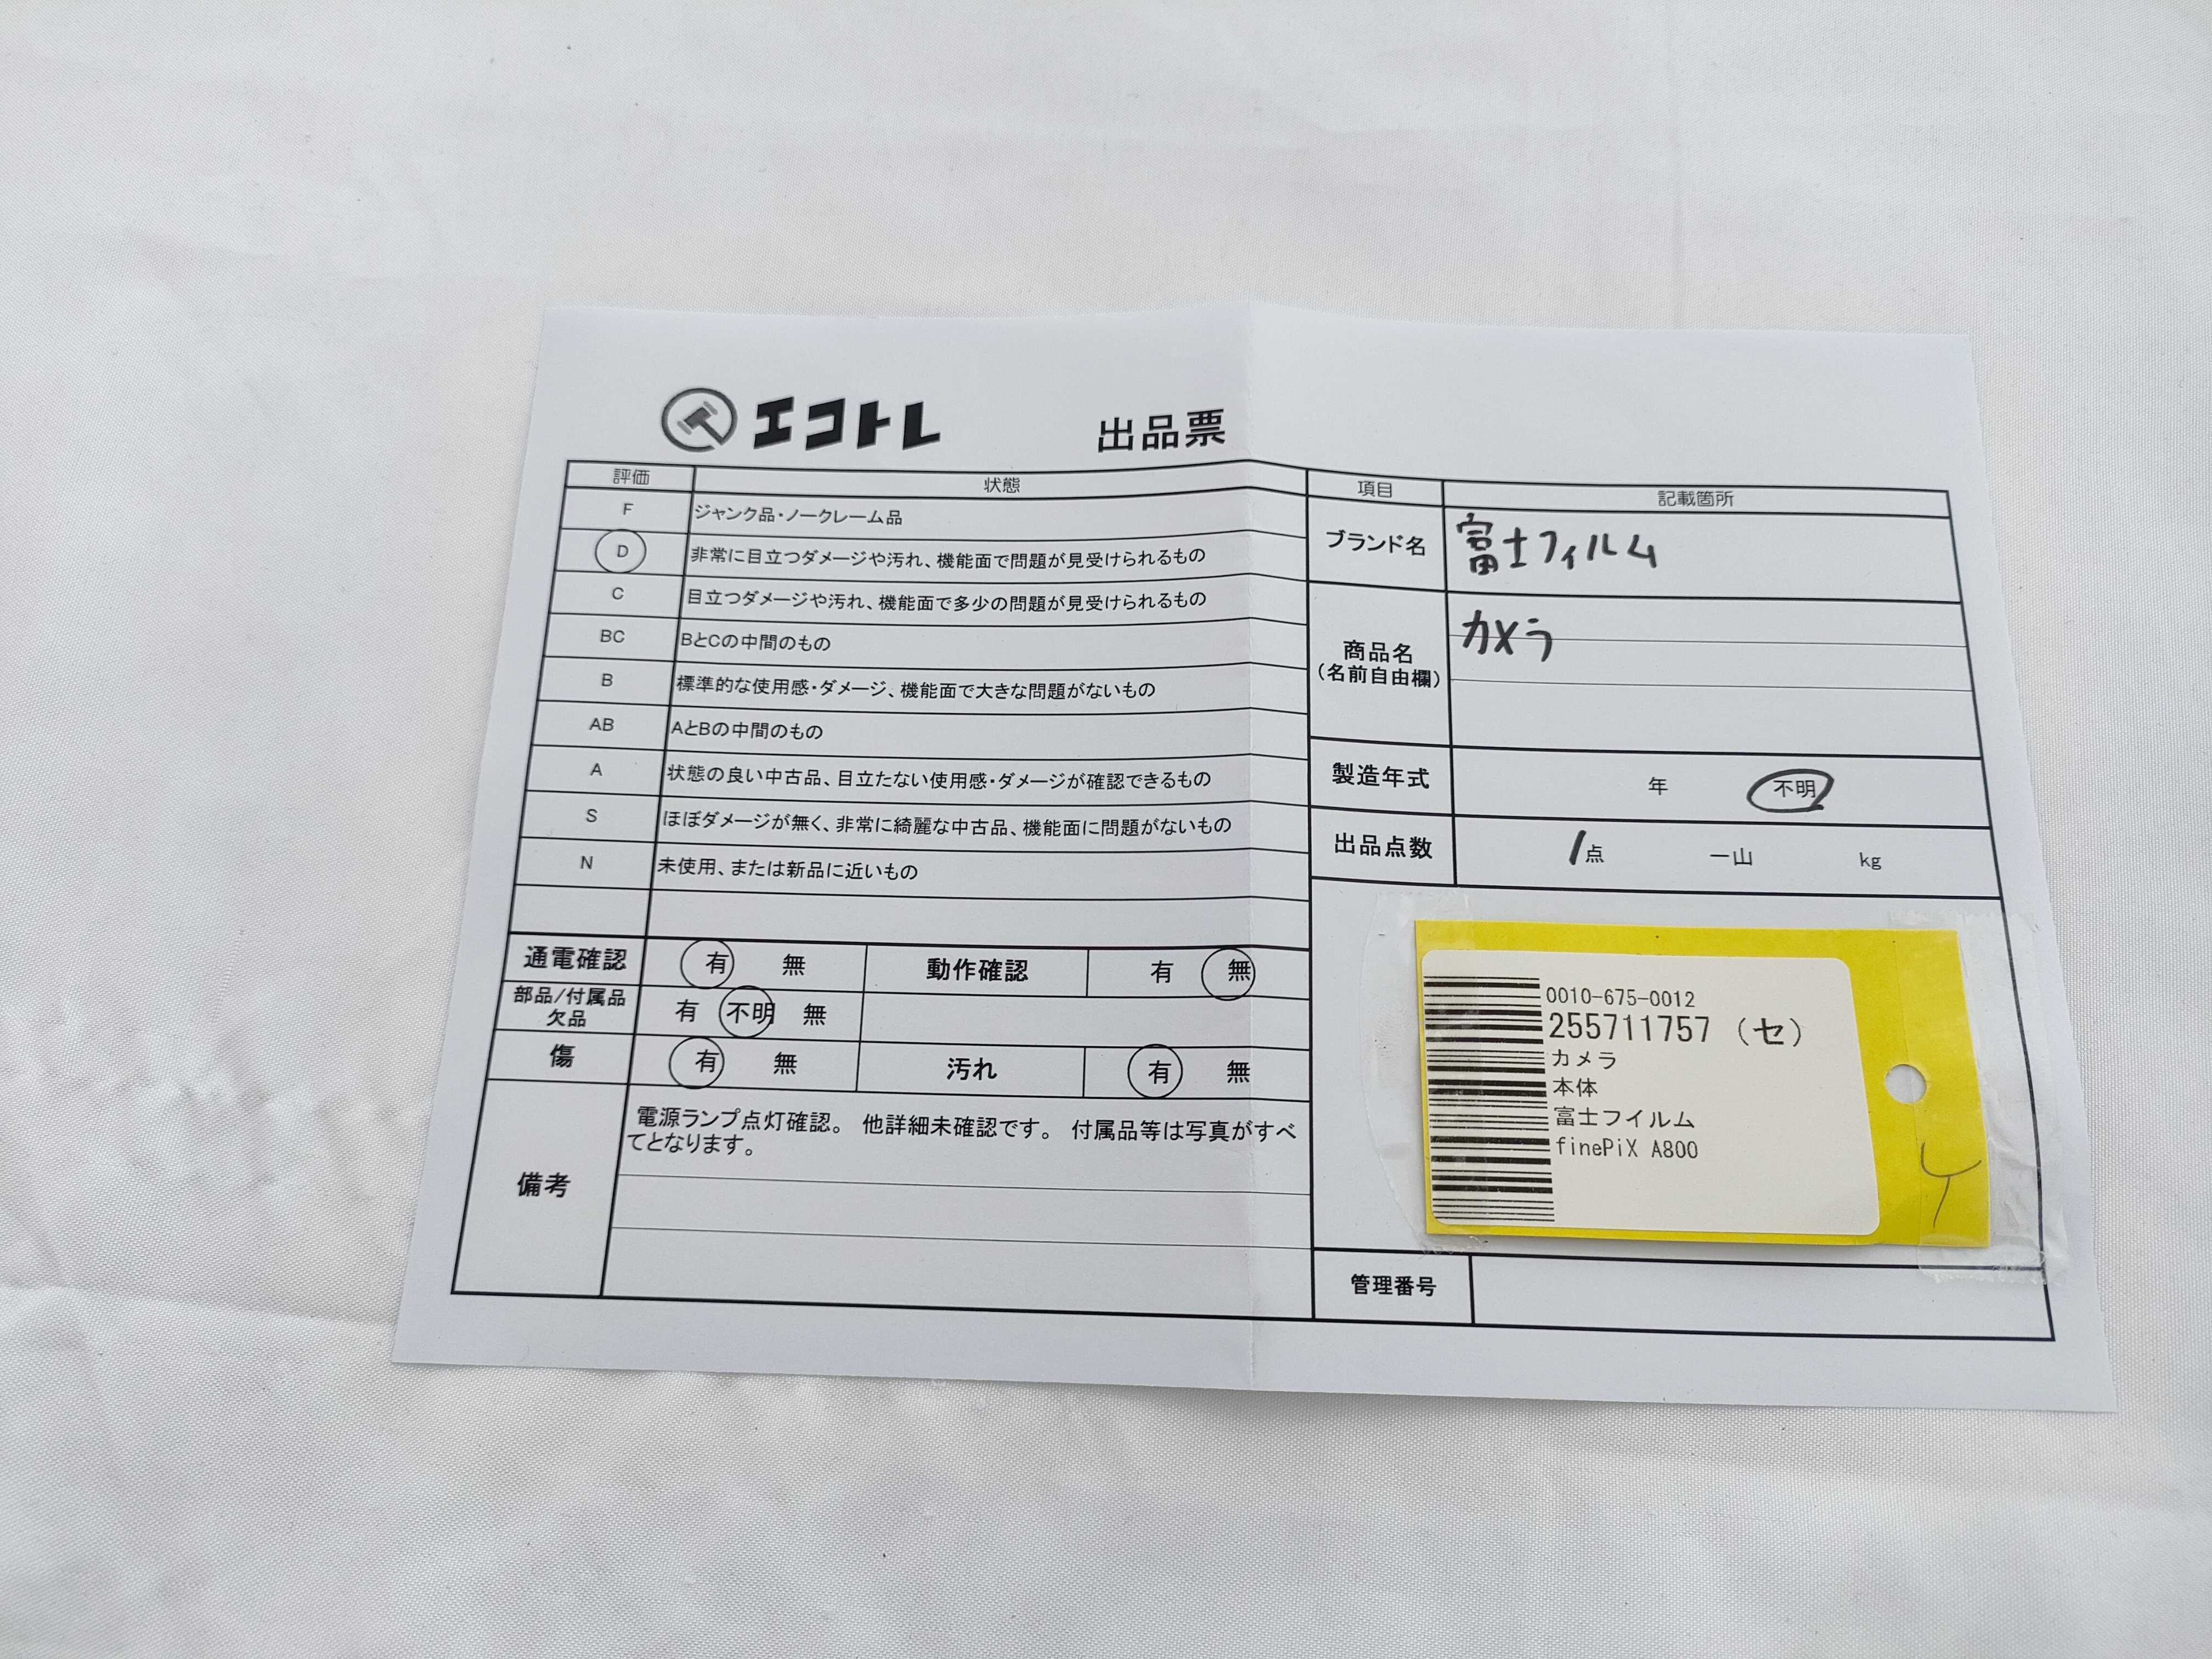 エコトレ 出品票
評価 状態
F ジャンク品・ノークレーム品
D 非常に目立つダメージや汚れ、機能面で問題が見受けられるもの
C 目立つダメージや汚れ、機能面で多少の問題が見受けられるもの
BC BとCの中間のもの
B 標準的な使用感・ダメージ、機能面で大きな問題がないもの
AB AとBの中間のもの
A 状態の良い中古品、目立たない使用感・ダメージが確認できるもの
S ほぼダメージが無く、非常に綺麗な中古品、機能面に問題がないもの
N 未使用、または新品に近いもの
通電確認 有 無 動作確認 有 無
部品/付属品
欠品 有 不明 無
傷 有 無 汚れ 有 無
備考
電源ランプ点灯確認。 他詳細未確認です。 付属品等は写真がすべ
てとなります。
項目 記載箇所
ブランド名 富士フィルム
商品名
(名前自由欄)
カメラ
製造年式 年 不明
出品点数 1点 一山 kg
0010-675-0012
255711757 (セ)
カメラ
本体
富士フイルム
finePiX A800
管理番号